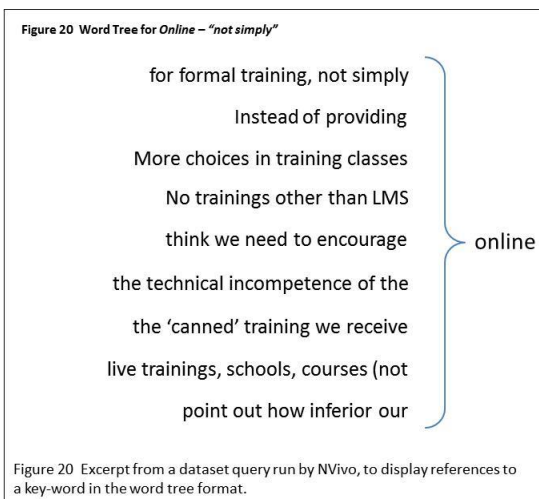 Figure 20 Word Tree for Online – “not simply”
for formal training, not simply
Instead of providing
More choices in training classes
No trainings other than LMS
think we need to encourage
the technical incompetence of the
the ‘canned’ training we receive
live trainings, schools, courses (not
point out how inferior our
online
Figure 20 Excerpt from a dataset query run by NVivo, to display references to
a key-word in the word tree format.